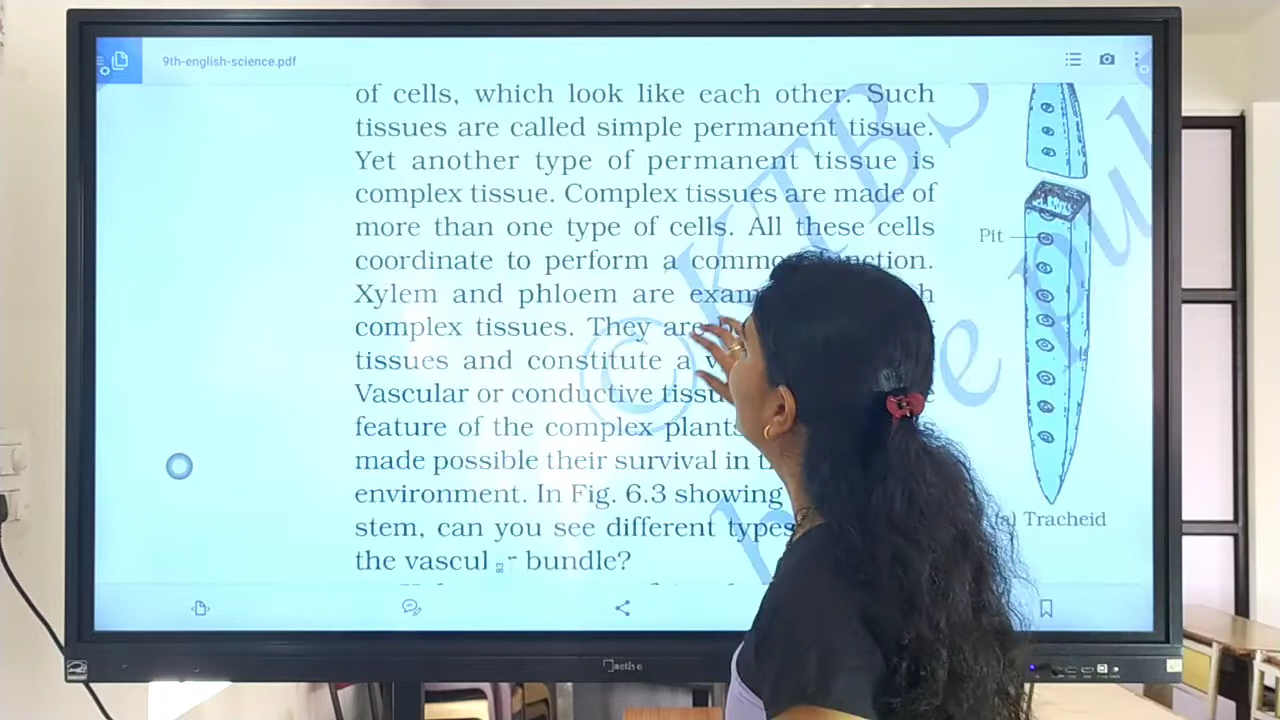 9th-english-science.pdf
of cells, which look like each other. Such
tissues are called simple permanent tissue.
Yet another type of permanent tissue is
complex tissue. Complex tissues are made of
more than one type of cells. All these cells
coordinate to perform a common function.
Xylem and phloem are
complex tissues. They are
tissues and constitute a
Vascular or conductive
feature of the complex plants
made possible their survival in
environment. In Fig. 6.3 showing
stem, can you see different types
the vascular bundle?
Pit
(a) Tracheid
© KTBS